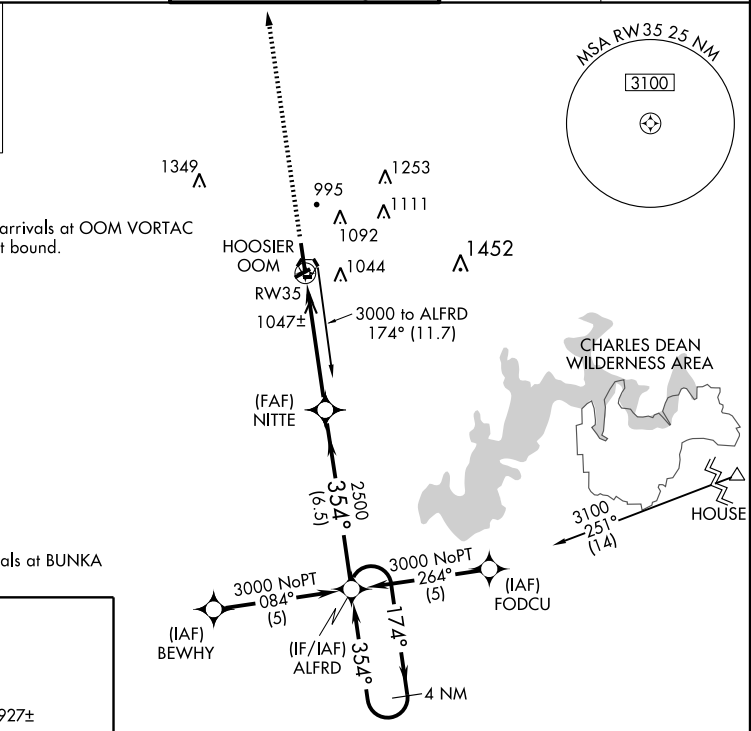 MSA RW35 25 NM
3100
1349
1253
995
1111
1092
arrivals at OOM VORTAC
t bound.
HOOSIER
OOM
1452
1044
RW35
1047±
3000 to ALFRD
174° (11.7)
CHARLES DEAN
WILDERNESS AREA
(FAF)
NITTE
2500
354°
(6.5)
HOUSE
3100
251°
(14)
als at BUNKA
3000 NoPT
084°
(5)
3000 NoPT
264°
(5)
(IAF)
FODCU
(IAF)
BEWHY
(IF/IAF)
ALFRD
354°
174°
4 NM
927±